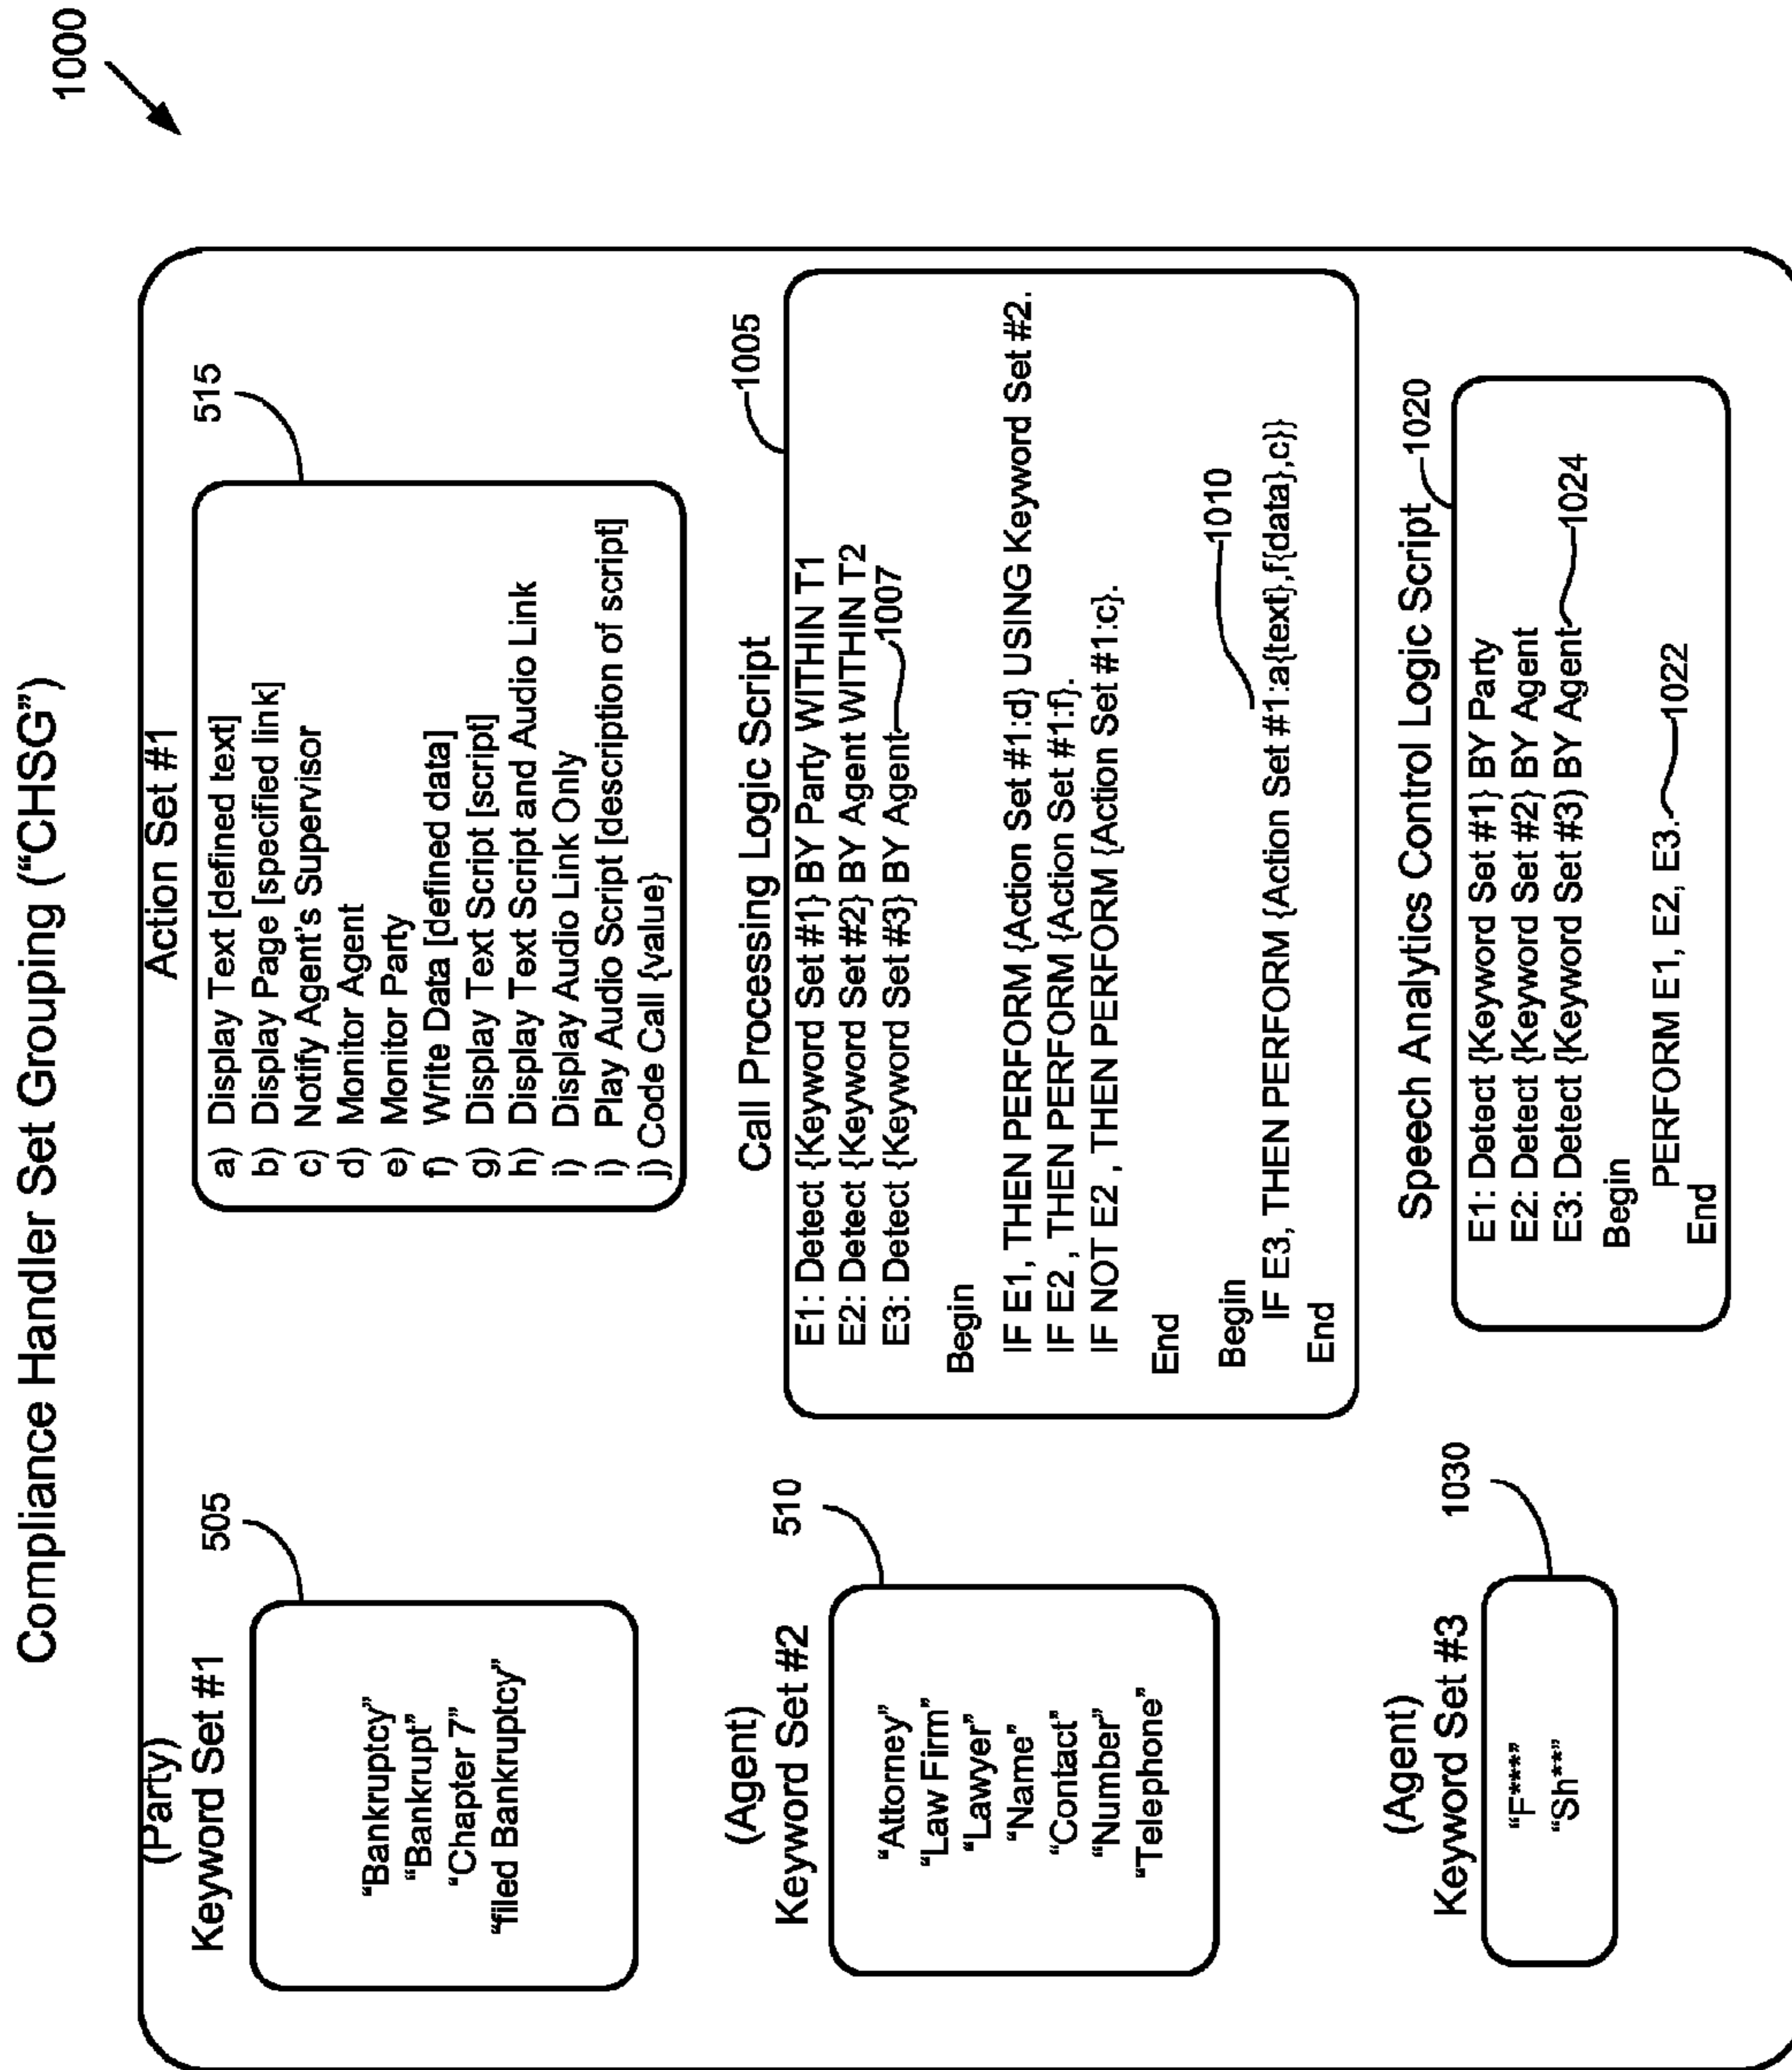 Compliance Handler Set Grouping (“CHSG”)
1000
(Party)
Keyword Set #1
505
“Bankruptcy”
“Bankrupt”
“Chapter 7”
“filed Bankruptcy”
(Agent)
Keyword Set #2
510
“Attorney”
“Law Firm”
“Lawyer”
“Name”
“Contact”
“Number”
“Telephone”
(Agent)
Keyword Set #3
1030
“F***”
“Sh**”
Action Set #1
515
a) Display Text [defined text]
b) Display Page [specified link]
c) Notify Agent’s Supervisor
d) Monitor Agent
e) Monitor Party
f) Write Data [defined data]
g) Display Text Script [script]
h) Display Text Script and Audio Link
i) Display Audio Link Only
i) Play Audio Script [description of script]
j) Code Call {value}
Call Processing Logic Script
1005
E1: Detect {Keyword Set #1} BY Party WITHIN T1
E2: Detect {Keyword Set #2} BY Agent WITHIN T2
E3: Detect {Keyword Set #3} BY Agent 1007
Begin
IF E1, THEN PERFORM {Action Set #1:d} USING Keyword Set #2.
IF E2 , THEN PERFORM {Action Set #1:f}.
IF NOT E2 , THEN PERFORM {Action Set #1:c}.
End
1010
Begin
IF E3, THEN PERFORM {Action Set #1:a{text},f{data},c}}
End
Speech Analytics Control Logic Script
1020
E1: Detect {Keyword Set #1} BY Party
E2: Detect {Keyword Set #2} BY Agent
E3: Detect {Keyword Set #3} BY Agent 1024
Begin
PERFORM E1, E2, E3. 1022
End